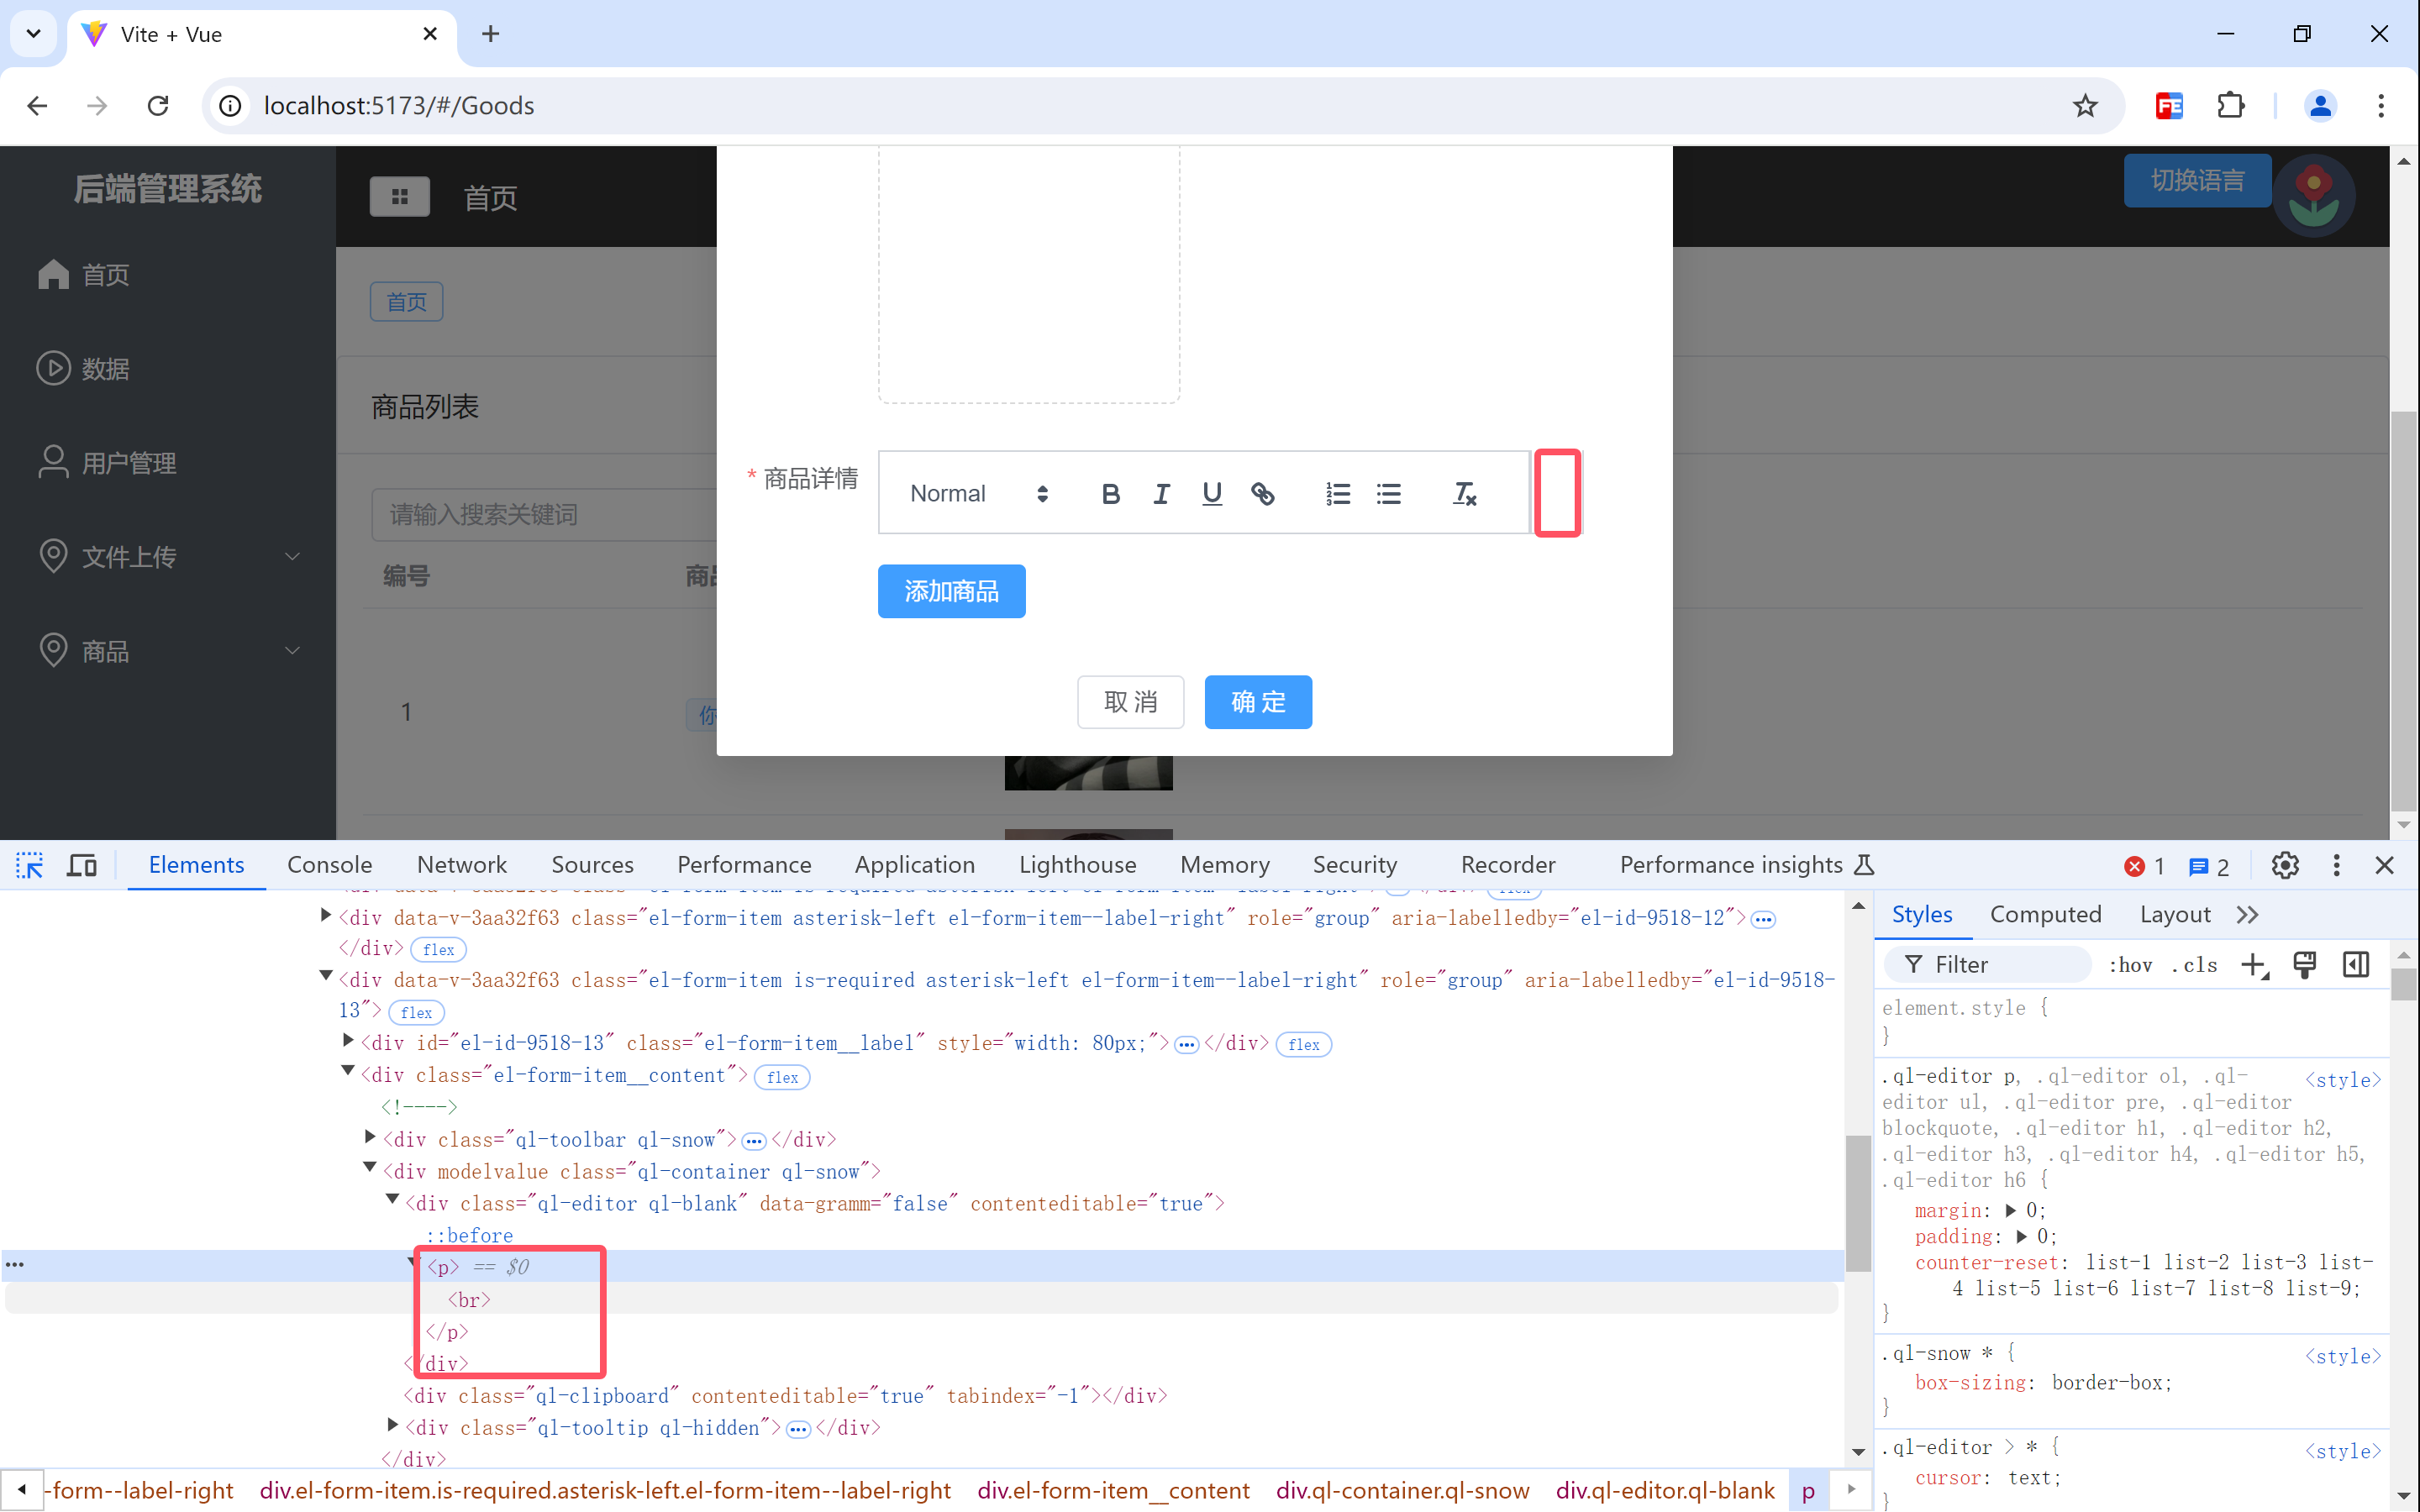 Vite + Vue
localhost:5173/#/Goods
后端管理系统
首页
数据
用户管理
文件上传
商品
首页
切换语言
首页
商品列表
请输入搜索关键词
编号
1
* 商品详情
Normal
添加商品
取 消
确 定
Elements Console Network Sources Performance Application Lighthouse Memory Security Recorder Performance insights 1 2
<div data-v-3aa32f63 class="el-form-item asterisk-left el-form-item--label-right" role="group" aria-labelledby="el-id-9518-12">
</div> flex
<div data-v-3aa32f63 class="el-form-item is-required asterisk-left el-form-item--label-right" role="group" aria-labelledby="el-id-9518-
13"> flex
<div id="el-id-9518-13" class="el-form-item__label" style="width: 80px;"> </div> flex
<div class="el-form-item__content"> flex
<!---->
<div class="ql-toolbar ql-snow"> </div>
<div modelvalue class="ql-container ql-snow">
<div class="ql-editor ql-blank" data-gramm="false" contenteditable="true">
::before
<p> == $0
<br>
</p>
</div>
<div class="ql-clipboard" contenteditable="true" tabindex="-1"></div>
<div class="ql-tooltip ql-hidden"> </div>
</div>
-form--label-right div.el-form-item.is-required.asterisk-left.el-form-item--label-right div.el-form-item__content div.ql-container.ql-snow div.ql-editor.ql-blank p
Styles Computed Layout
Filter :hov .cls
element.style {
}
.ql-editor p, .ql-editor ol, .ql- <style>
editor ul, .ql-editor pre, .ql-editor
blockquote, .ql-editor h1, .ql-editor h2,
.ql-editor h3, .ql-editor h4, .ql-editor h5,
.ql-editor h6 {
margin: 0;
padding: 0;
counter-reset: list-1 list-2 list-3 list-
4 list-5 list-6 list-7 list-8 list-9;
}
.ql-snow * { <style>
box-sizing: border-box;
}
.ql-editor > * { <style>
cursor: text;
}